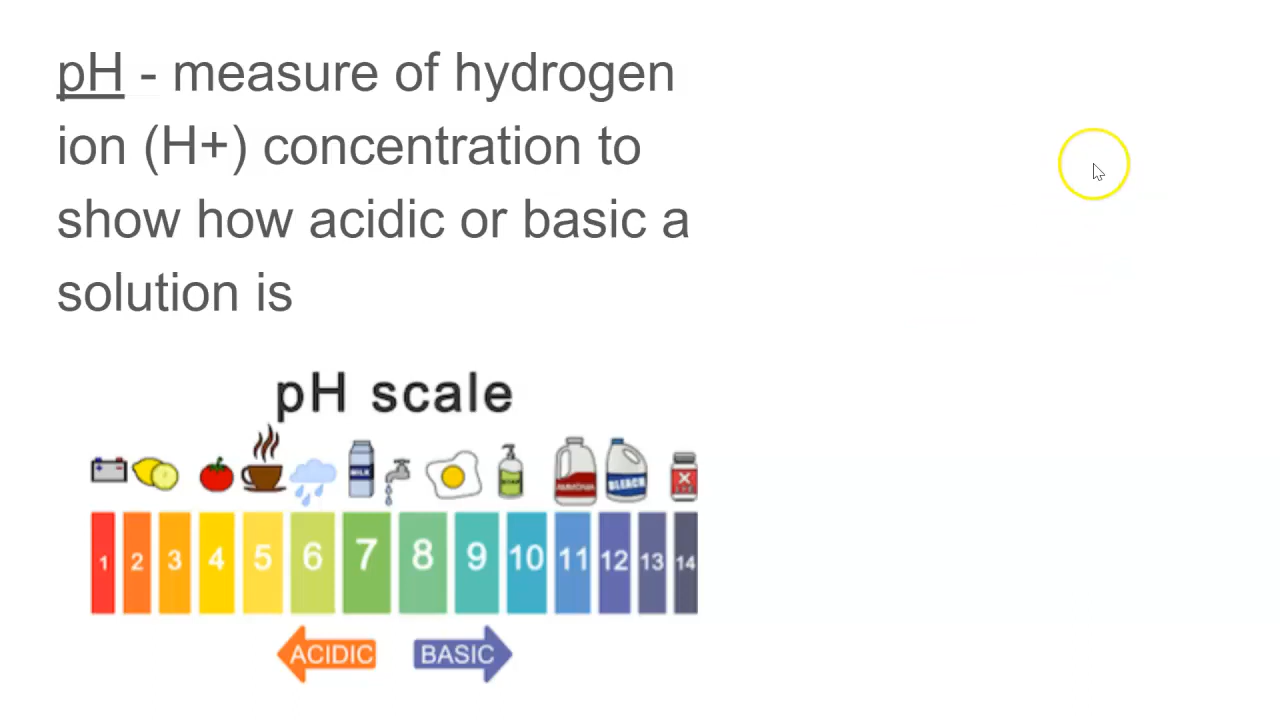 pH - measure of hydrogen
ion (H+) concentration to
show how acidic or basic a
solution is
pH scale
MILK
SOAP
AMMONIA
BLEACH
X
1 2 3 4 5 6 7 8 9 10 11 12 13 14
ACIDIC BASIC